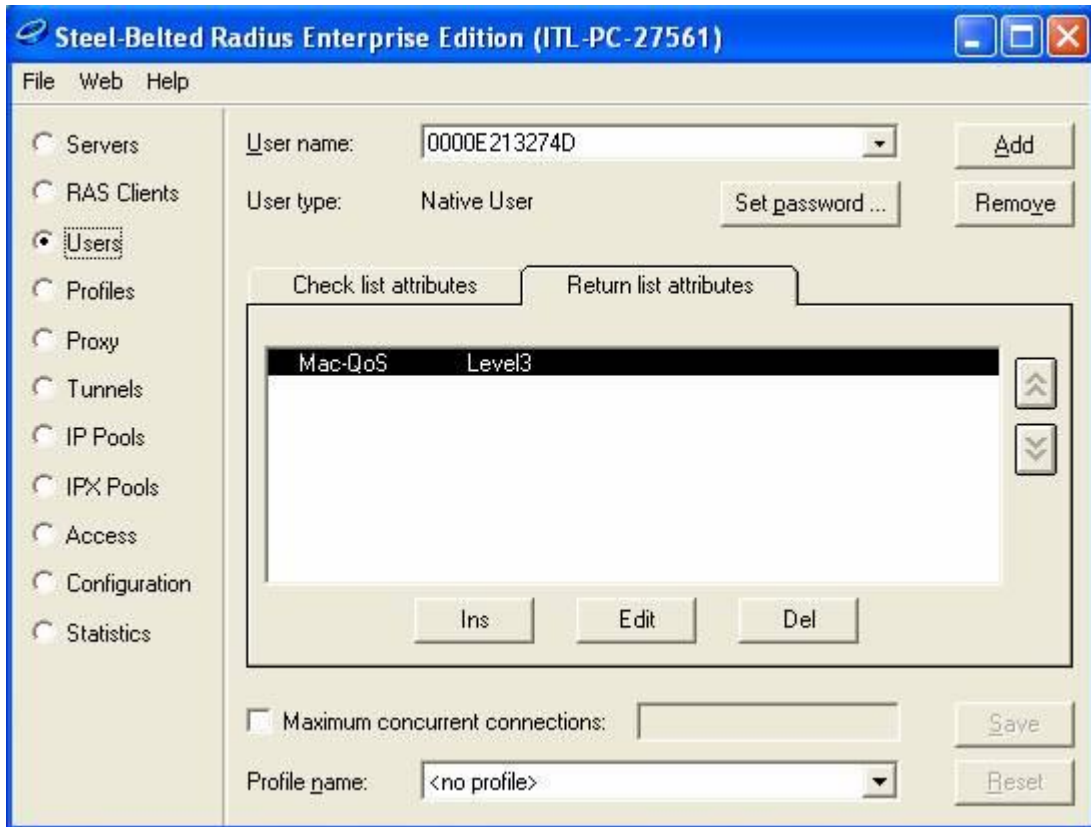 Steel-Belted Radius Enterprise Edition (ITL-PC-27561)
File Web Help
Servers
RAS Clients
Users
Profiles
Proxy
Tunnels
IP Pools
IPX Pools
Access
Configuration
Statistics
User name: 0000E213274D Add
User type: Native User Set password ... Remove
Check list attributes Return list attributes
Mac-QoS Level3
Ins Edit Del
Maximum concurrent connections: Save
Profile name: <no profile> Reset